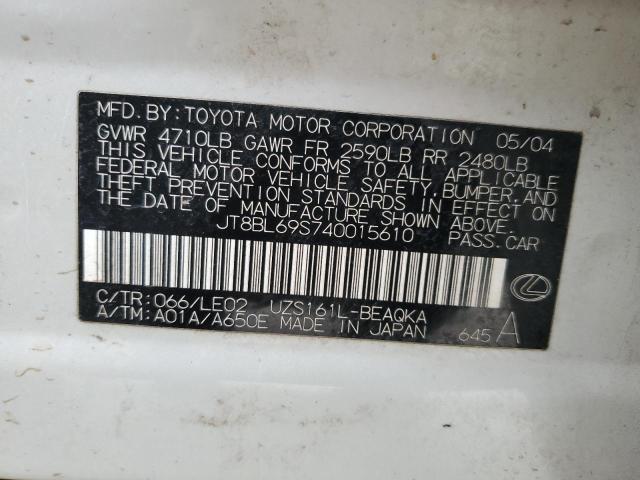 MFD. BY: TOYOTA MOTOR CORPORATION 05/04
GVWR 4710LB GAWR FR 2590LB RR 2480LB
THIS VEHICLE CONFORMS TO ALL APPLICABLE
FEDERAL MOTOR VEHICLE SAFETY, BUMPER, AND
THEFT PREVENTION STANDARDS IN EFFECT ON
THE DATE OF MANUFACTURE SHOWN ABOVE.
JT8BL69S740015610 PASS.CAR
C/TR: 066/LE02 UZS161L-BEAQKA
A/TM: A01A/A650E MADE IN JAPAN 645 A